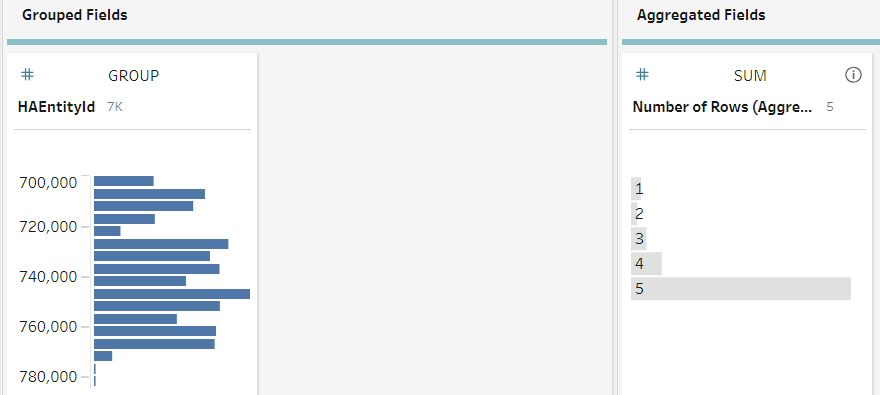 Grouped Fields
Aggregated Fields
# GROUP
HAEntityId 7K
700,000
720,000
740,000
760,000
780,000
# SUM
Number of Rows (Aggre... 5
1
2
3
4
5